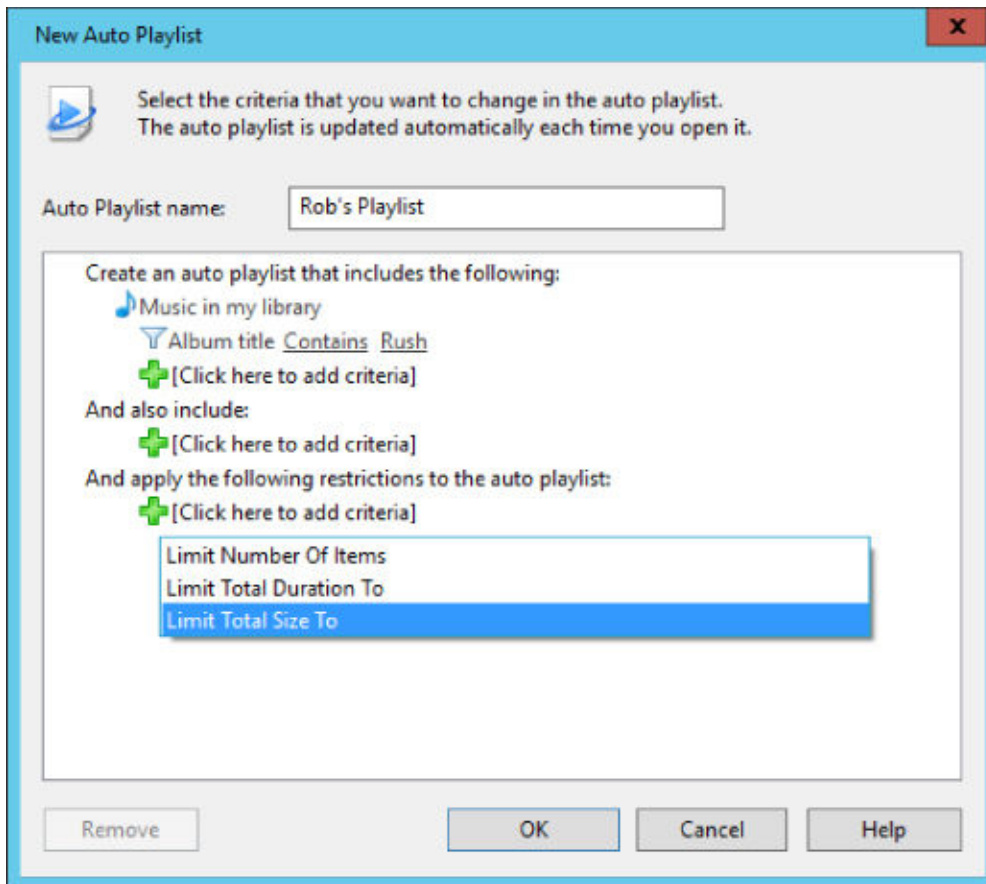 New Auto Playlist
x
Select the criteria that you want to change in the auto playlist.
The auto playlist is updated automatically each time you open it.
Auto Playlist name: Rob's Playlist
Create an auto playlist that includes the following:
Music in my library
Album title Contains Rush
[Click here to add criteria]
And also include:
[Click here to add criteria]
And apply the following restrictions to the auto playlist:
[Click here to add criteria]
Limit Number Of Items
Limit Total Duration To
Limit Total Size To
Remove OK Cancel Help